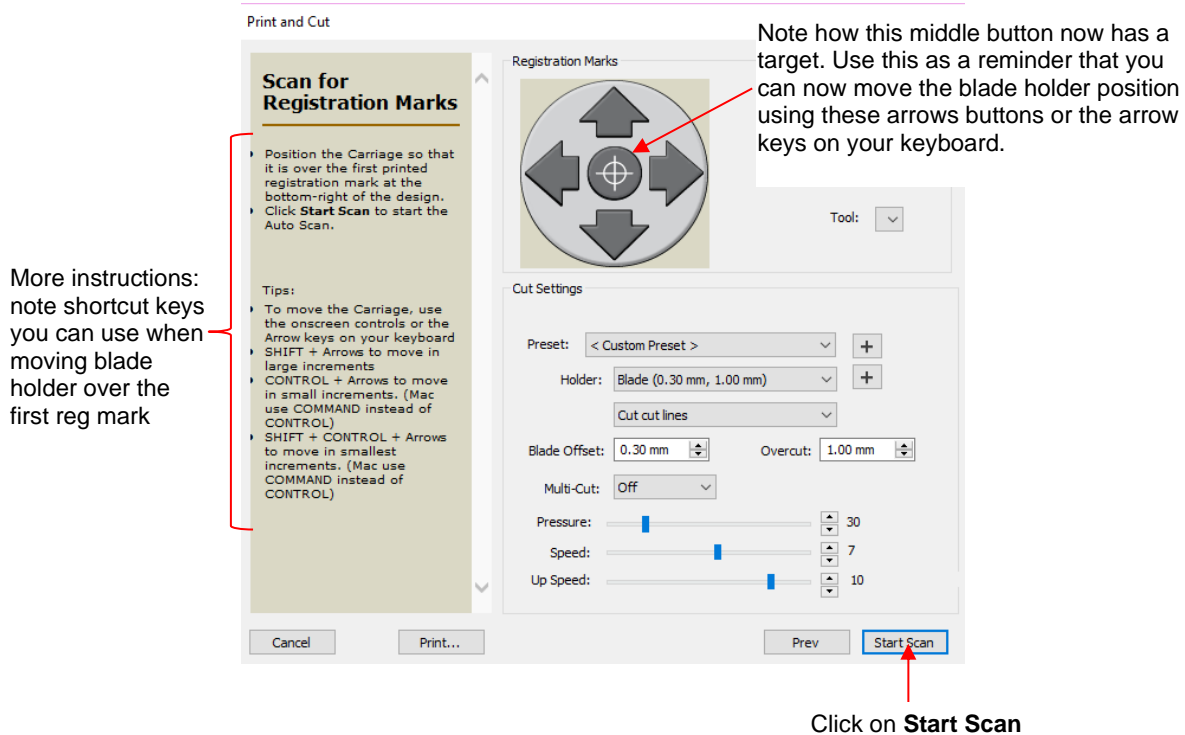 Print and Cut
Note how this middle button now has a
target. Use this as a reminder that you
can now move the blade holder position
using these arrows buttons or the arrow
keys on your keyboard.
Scan for
Registration Marks
Position the Carriage so that
it is over the first printed
registration mark at the
bottom-right of the design.
Click Start Scan to start the
Auto Scan.
Tips:
To move the Carriage, use
the onscreen controls or the
Arrow keys on your keyboard
SHIFT + Arrows to move in
large increments
CONTROL + Arrows to move
in small increments. (Mac
use COMMAND instead of
CONTROL)
SHIFT + CONTROL + Arrows
to move in smallest
increments. (Mac use
COMMAND instead of
CONTROL)
More instructions:
note shortcut keys
you can use when
moving blade
holder over the
first reg mark
Registration Marks
Tool:
Cut Settings
Preset: < Custom Preset > +
Holder: Blade (0.30 mm, 1.00 mm) +
Cut cut lines
Blade Offset: 0.30 mm Overcut: 1.00 mm
Multi-Cut: Off
Pressure: 30
Speed: 7
Up Speed: 10
Cancel Print... Prev Start Scan
Click on Start Scan